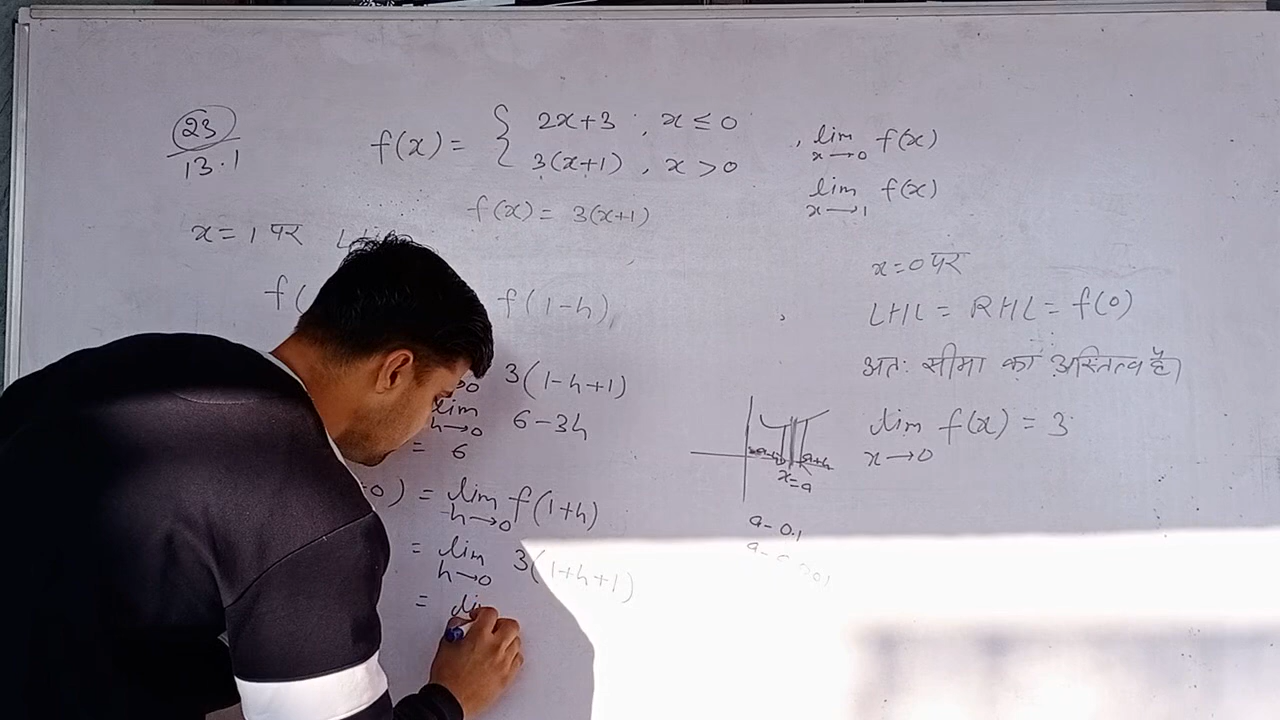 23
13.1
f(x) = { 2x+3 , x ≤ 0
3(x+1) , x > 0
, lim x→0 f(x)
lim x→1 f(x)
f(x) = 3(x+1)
x = 1 पर
f( f(1-h)
3(1-h+1)
lim h→0 6-3h
= 6
0) = lim h→0 f(1+h)
= lim h→0 3(1+h+1)
= li
x=0 पर
LHL = RHL = f(0)
अतः सीमा का अस्तित्व है।
lim x→0 f(x) = 3
a+h
x=a
a-0.1